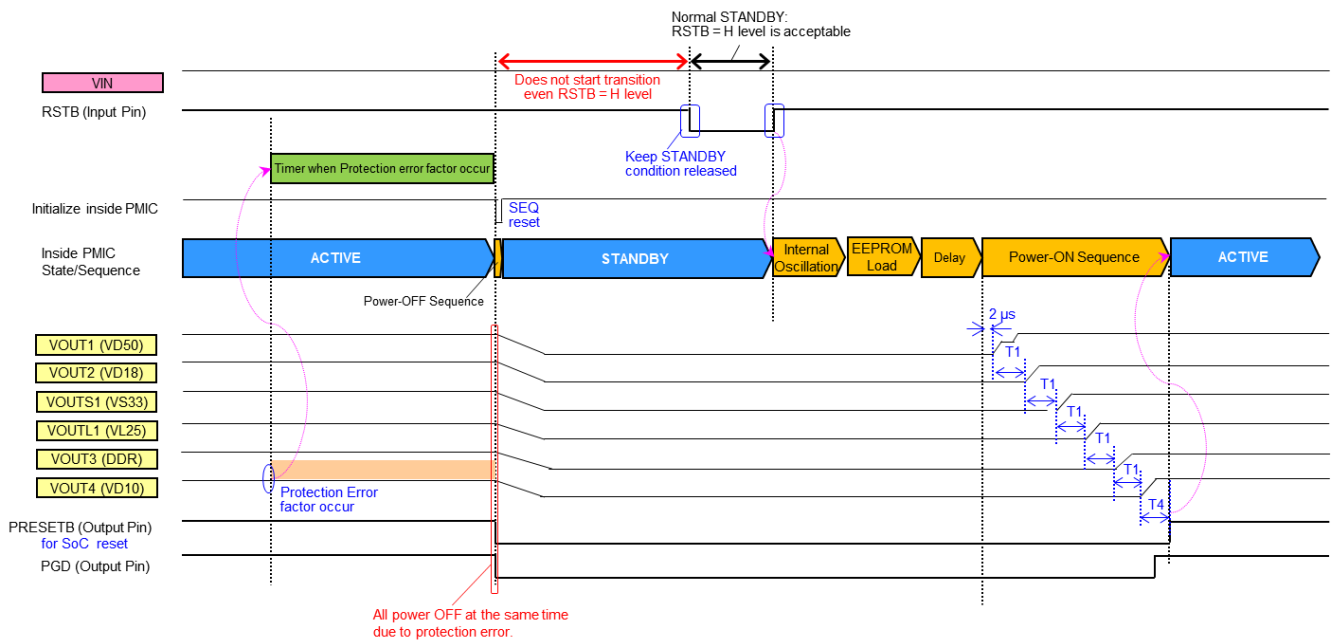 Normal STANDBY:
RSTB = H level is acceptable
VIN
Does not start transition
even RSTB = H level
RSTB (Input Pin)
Keep STANDBY
condition released
Timer when Protection error factor occur
Initialize inside PMIC
SEQ
reset
Inside PMIC
State/Sequence
ACTIVE
STANDBY
Internal
Oscillation
EEPROM
Load
Delay
Power-ON Sequence
ACTIVE
Power-OFF Sequence
2 µs
VOUT1 (VD50)
T1
VOUT2 (VD18)
T1
VOUTS1 (VS33)
T1
VOUTL1 (VL25)
T1
VOUT3 (DDR)
T1
VOUT4 (VD10)
Protection Error
factor occur
T4
PRESETB (Output Pin)
for SoC reset
PGD (Output Pin)
All power OFF at the same time
due to protection error.